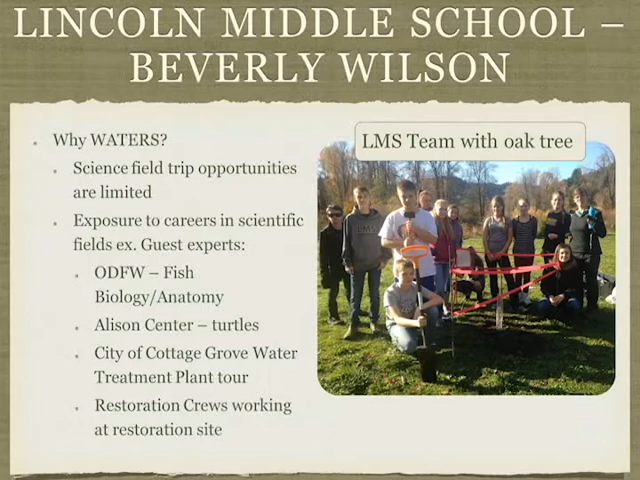 LINCOLN MIDDLE SCHOOL –
BEVERLY WILSON
LMS Team with oak tree
Why WATERS?
Science field trip opportunities
are limited
Exposure to careers in scientific
fields ex. Guest experts:
ODFW – Fish
Biology/Anatomy
Alison Center – turtles
City of Cottage Grove Water
Treatment Plant tour
Restoration Crews working
at restoration site
LMS